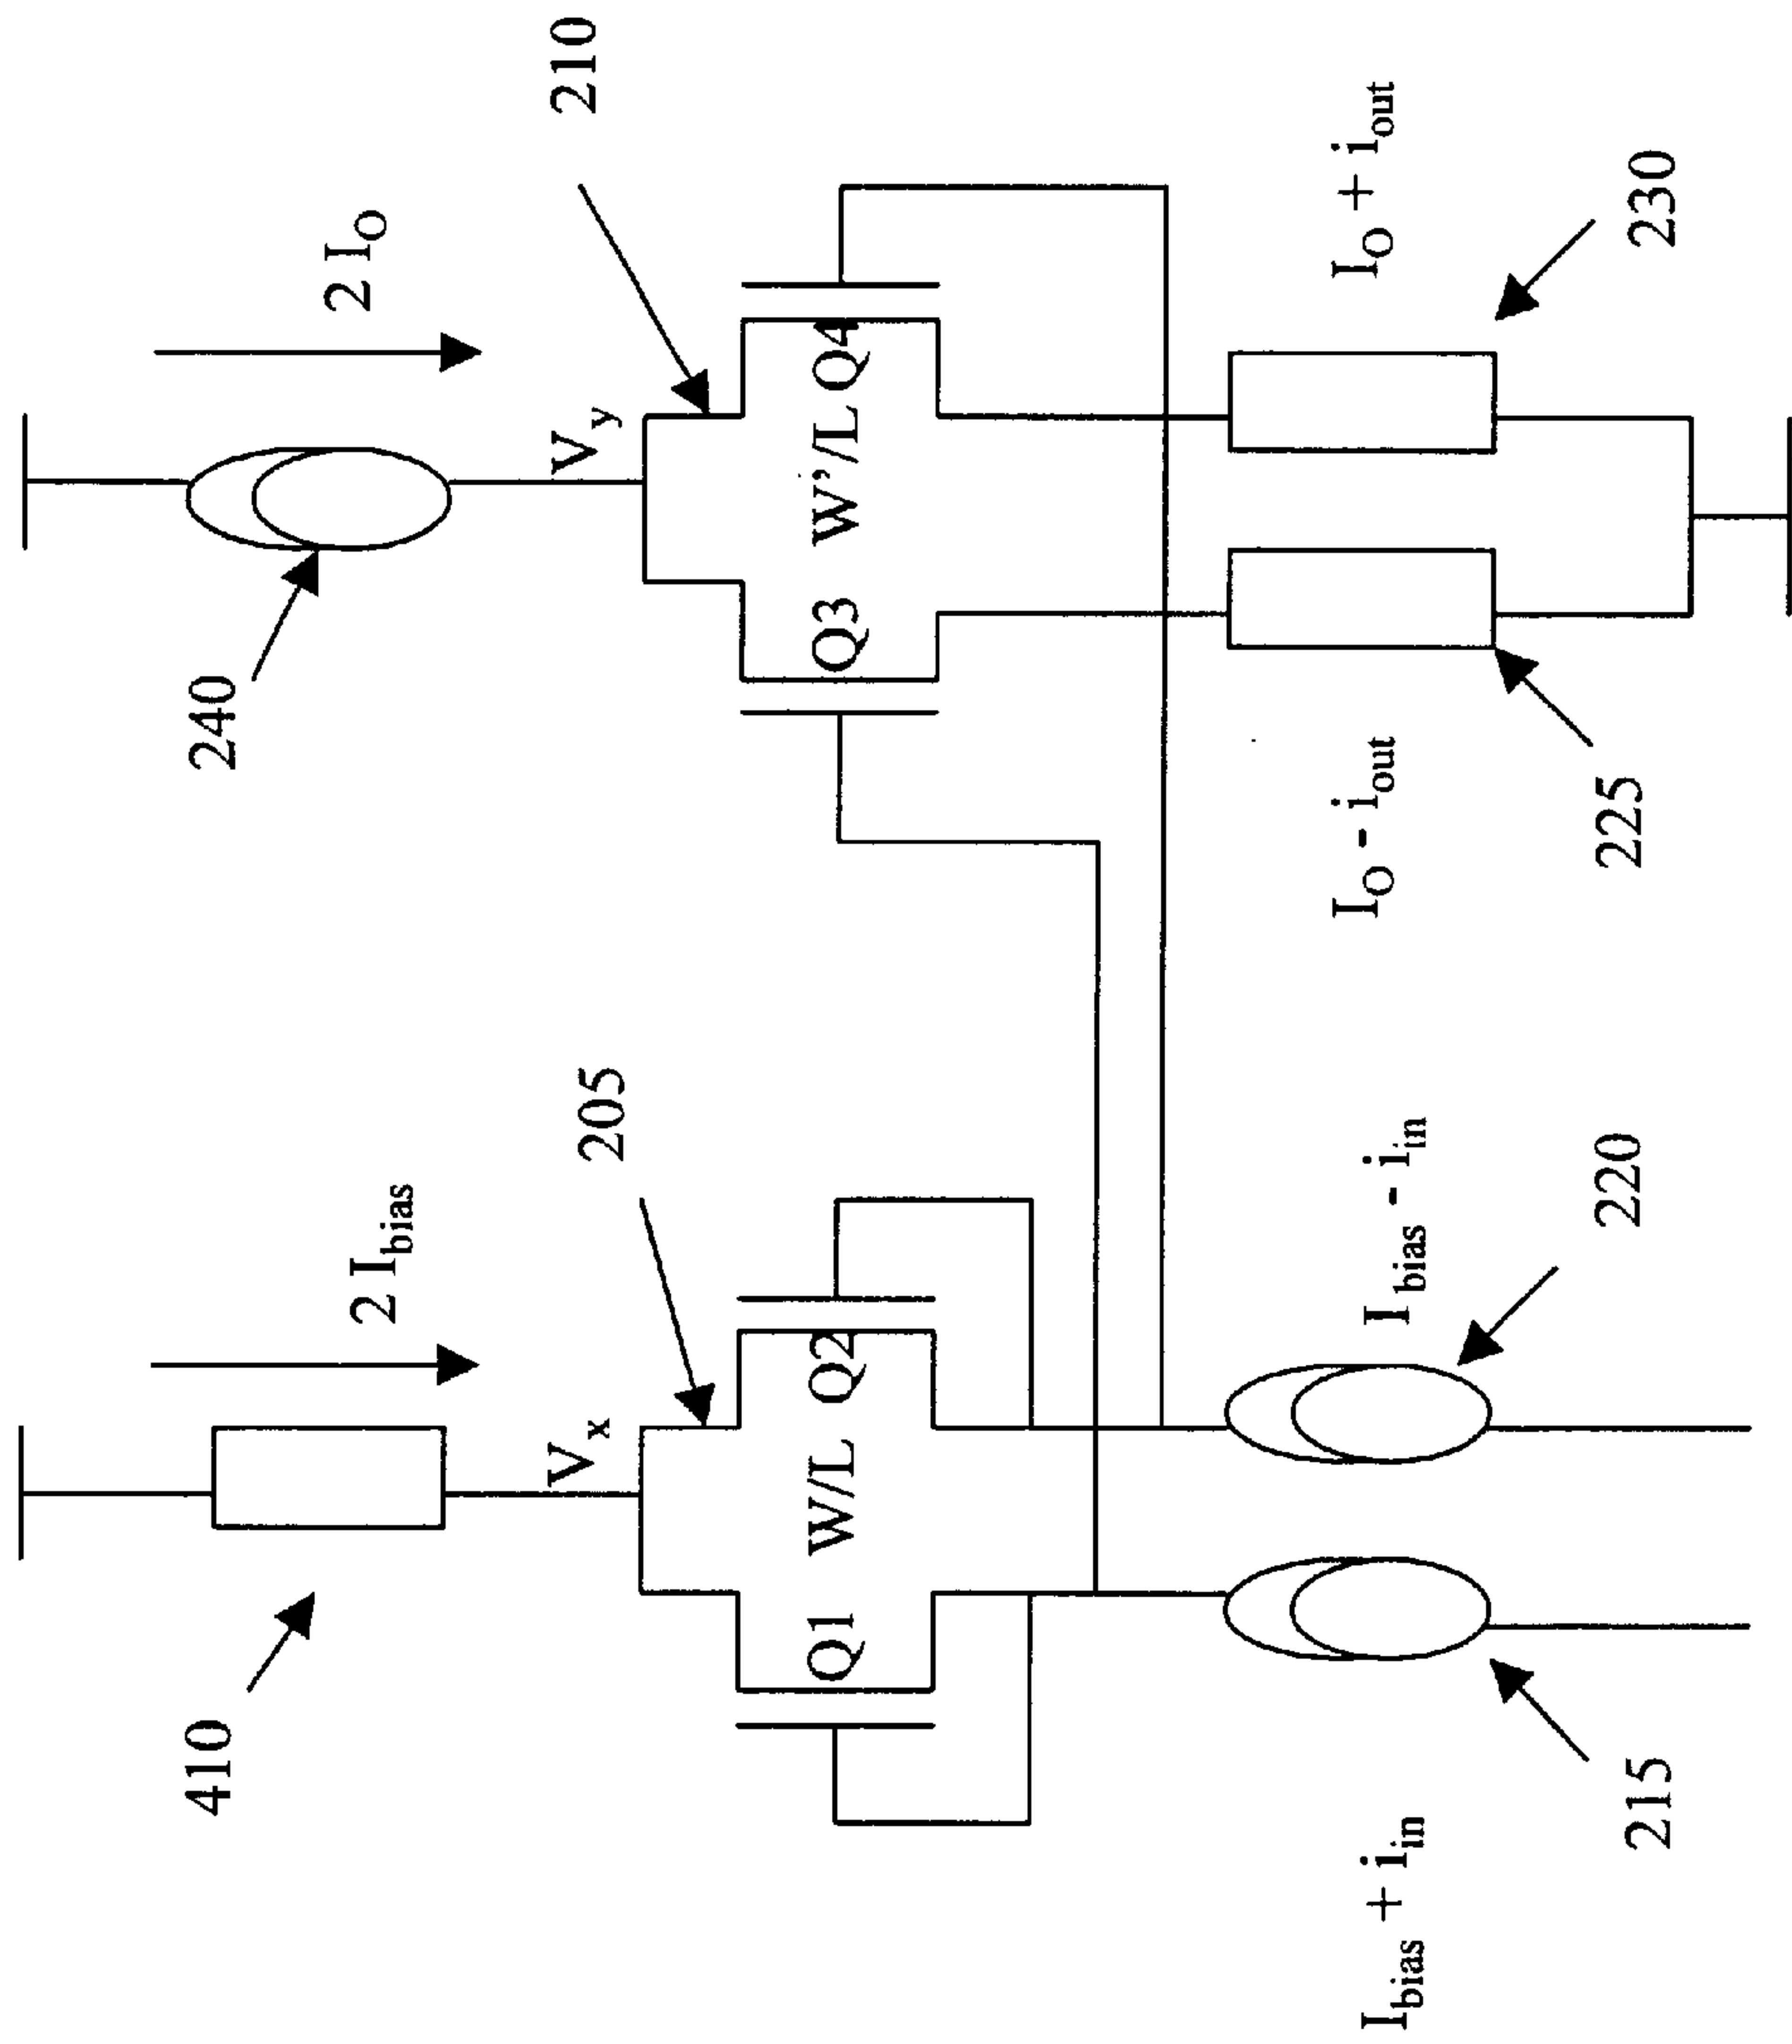 410
240
2 I_bias
2 I_O
V_x
205
V_y
210
Q1 W/L Q2
Q3 W'/L Q4
I_bias + i_in
I_bias - i_in
I_O - i_out
I_O + i_out
215
220
225
230